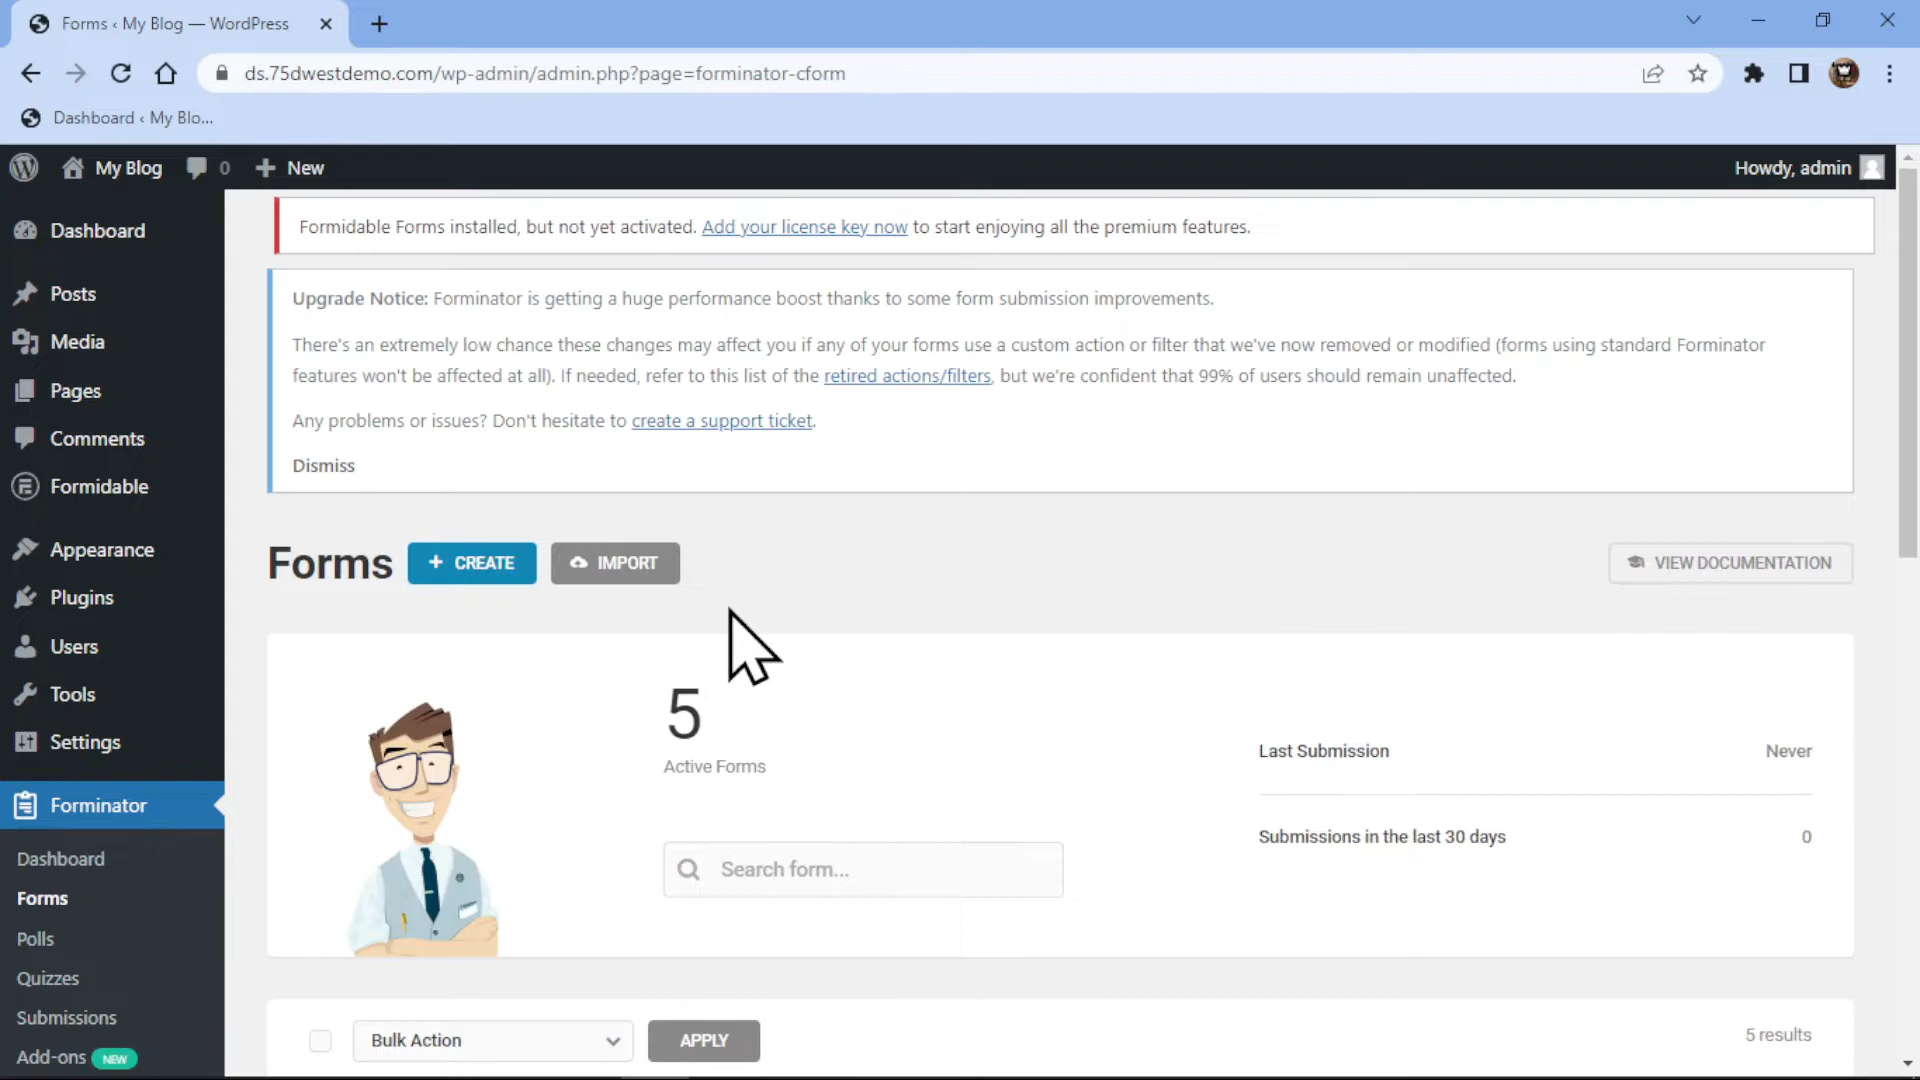 Forms ‹ My Blog — WordPress
ds.75dwestdemo.com/wp-admin/admin.php?page=forminator-cform
Dashboard ‹ My Blo...
My Blog 0 New Howdy, admin
Dashboard
Posts
Media
Pages
Comments
Formidable
Appearance
Plugins
Users
Tools
Settings
Forminator
Dashboard
Forms
Polls
Quizzes
Submissions
Add-ons NEW
Formidable Forms installed, but not yet activated. Add your license key now to start enjoying all the premium features.
Upgrade Notice: Forminator is getting a huge performance boost thanks to some form submission improvements.
There's an extremely low chance these changes may affect you if any of your forms use a custom action or filter that we've now removed or modified (forms using standard Forminator
features won't be affected at all). If needed, refer to this list of the retired actions/filters, but we're confident that 99% of users should remain unaffected.
Any problems or issues? Don't hesitate to create a support ticket.
Dismiss
Forms CREATE IMPORT VIEW DOCUMENTATION
5
Active Forms
Search form...
Last Submission Never
Submissions in the last 30 days 0
Bulk Action APPLY 5 results